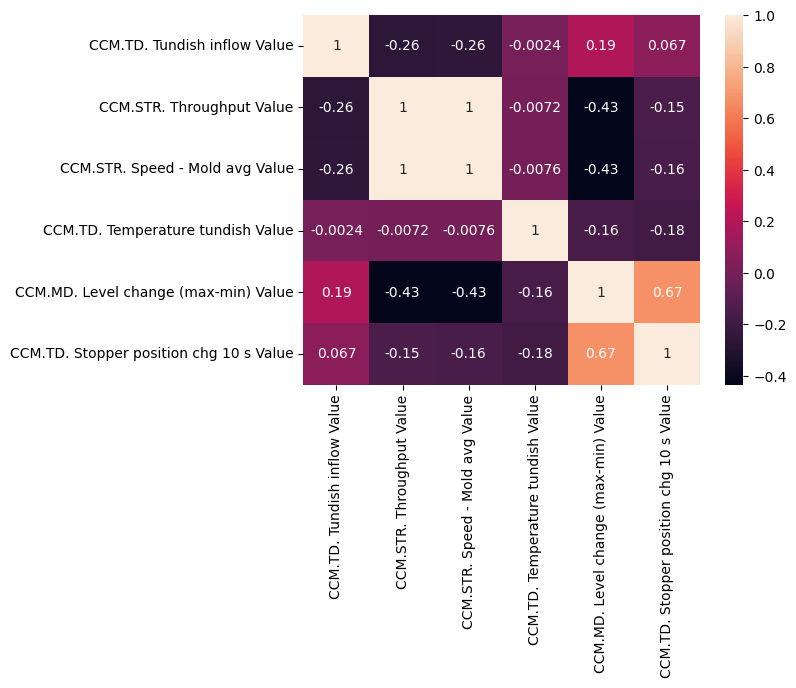 CCM.TD. Tundish inflow Value
1 -0.26 -0.26 -0.0024 0.19 0.067
CCM.STR. Throughput Value
-0.26 1 1 -0.0072 -0.43 -0.15
CCM.STR. Speed - Mold avg Value
-0.26 1 1 -0.0076 -0.43 -0.16
CCM.TD. Temperature tundish Value
-0.0024 -0.0072 -0.0076 1 -0.16 -0.18
CCM.MD. Level change (max-min) Value
0.19 -0.43 -0.43 -0.16 1 0.67
CCM.TD. Stopper position chg 10 s Value
0.067 -0.15 -0.16 -0.18 0.67 1
CCM.TD. Tundish inflow Value
CCM.STR. Throughput Value
CCM.STR. Speed - Mold avg Value
CCM.TD. Temperature tundish Value
CCM.MD. Level change (max-min) Value
CCM.TD. Stopper position chg 10 s Value
1.0
0.8
0.6
0.4
0.2
0.0
−0.2
−0.4